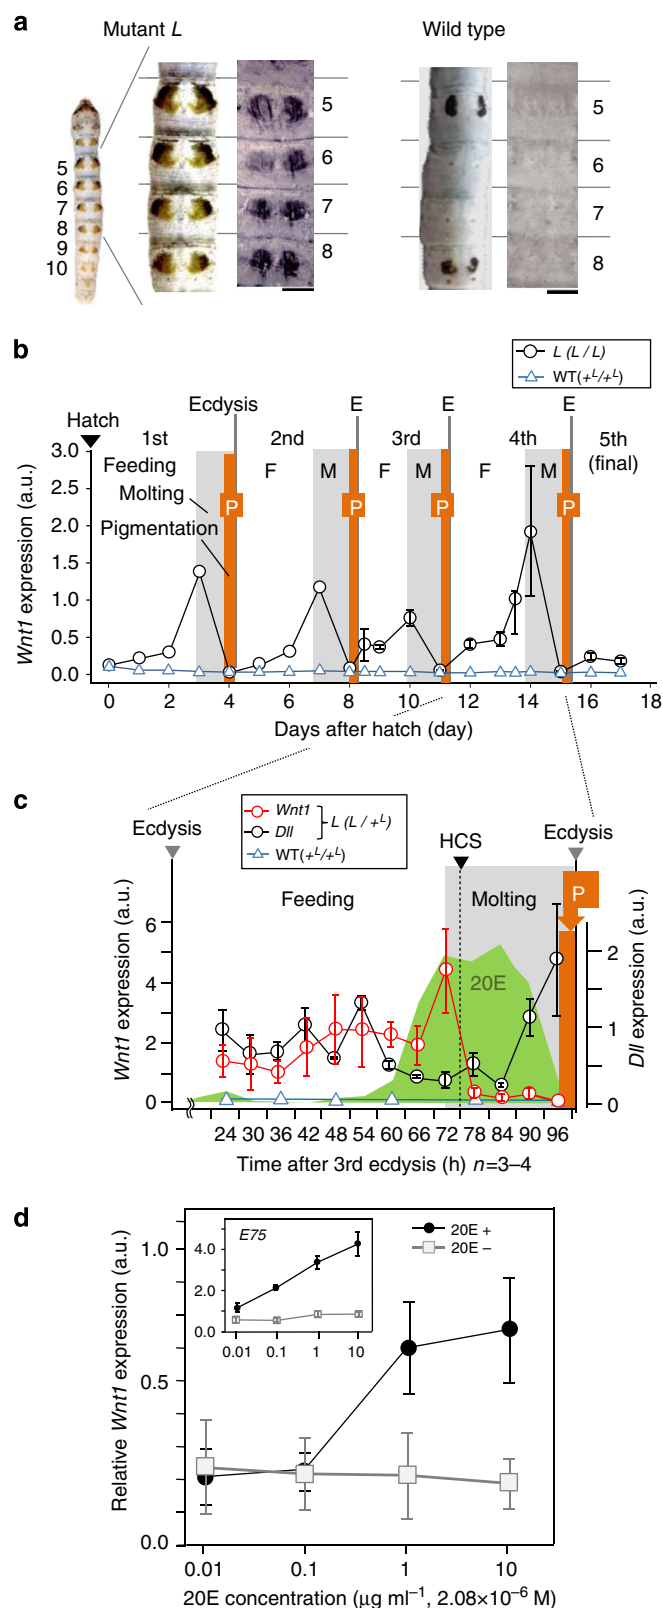 a
Mutant L
Wild type
5
6
7
8
9
10
5
6
7
8
5
6
7
8
b
L (L / L)
WT(+L/+L)
Hatch
Ecdysis
E
E
E
1st
2nd
3rd
4th
5th
(final)
Feeding
F
M
F
M
F
M
Molting
Pigmentation
P
P
P
P
Wnt1 expression (a.u.)
3.0
2.5
2.0
1.5
1.0
0.5
0.0
0 2 4 6 8 10 12 14 16 18
Days after hatch (day)
c
Wnt1
Dll
L (L / +L)
WT(+L/+L)
Ecdysis
HCS
Ecdysis
Feeding
Molting
P
20E
Wnt1 expression (a.u.)
6
4
2
0
Dll expression (a.u.)
2
1
0
24 30 36 42 48 54 60 66 72 78 84 90 96
Time after 3rd ecdysis (h) n=3–4
d
E75
4.0
2.0
0.0
0.01 0.1 1 10
20E +
20E −
Relative Wnt1 expression (a.u.)
1.0
0.5
0.0
0.01 0.1 1 10
20E concentration (μg ml−1, 2.08×10−6 M)